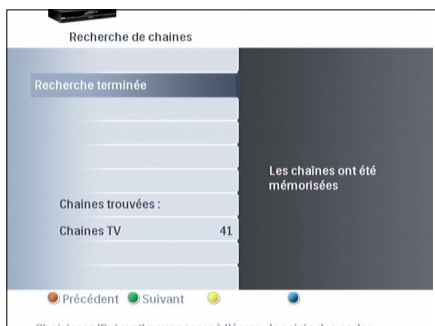 Recherche de chaines
Recherche terminée
Les chaînes ont été
mémorisées
Chaines trouvées :
Chaines TV 41
Précédent Suivant